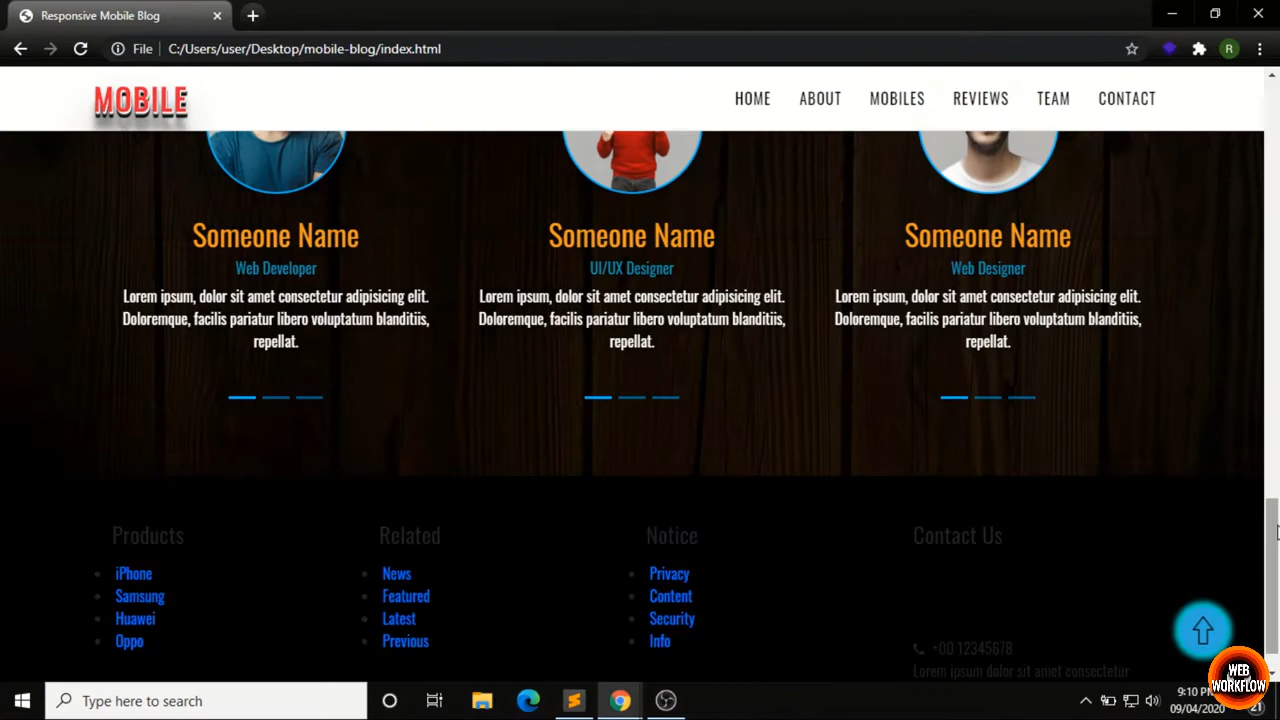 Responsive Mobile Blog
File
C:/Users/user/Desktop/mobile-blog/index.html
R
MOBILE
HOME ABOUT MOBILES REVIEWS TEAM CONTACT
Someone Name
Web Developer
Lorem ipsum, dolor sit amet consectetur adipisicing elit.
Doloremque, facilis pariatur libero voluptatum blanditiis,
repellat.
Someone Name
UI/UX Designer
Lorem ipsum, dolor sit amet consectetur adipisicing elit.
Doloremque, facilis pariatur libero voluptatum blanditiis,
repellat.
Someone Name
Web Designer
Lorem ipsum, dolor sit amet consectetur adipisicing elit.
Doloremque, facilis pariatur libero voluptatum blanditiis,
repellat.
Products
iPhone
Samsung
Huawei
Oppo
Related
News
Featured
Latest
Previous
Notice
Privacy
Content
Security
Info
Contact Us
+00 12345678
Lorem ipsum dolor sit amet consectetur
WEB
WORKFLOW
Type here to search
9:10 PM
09/04/2020
21